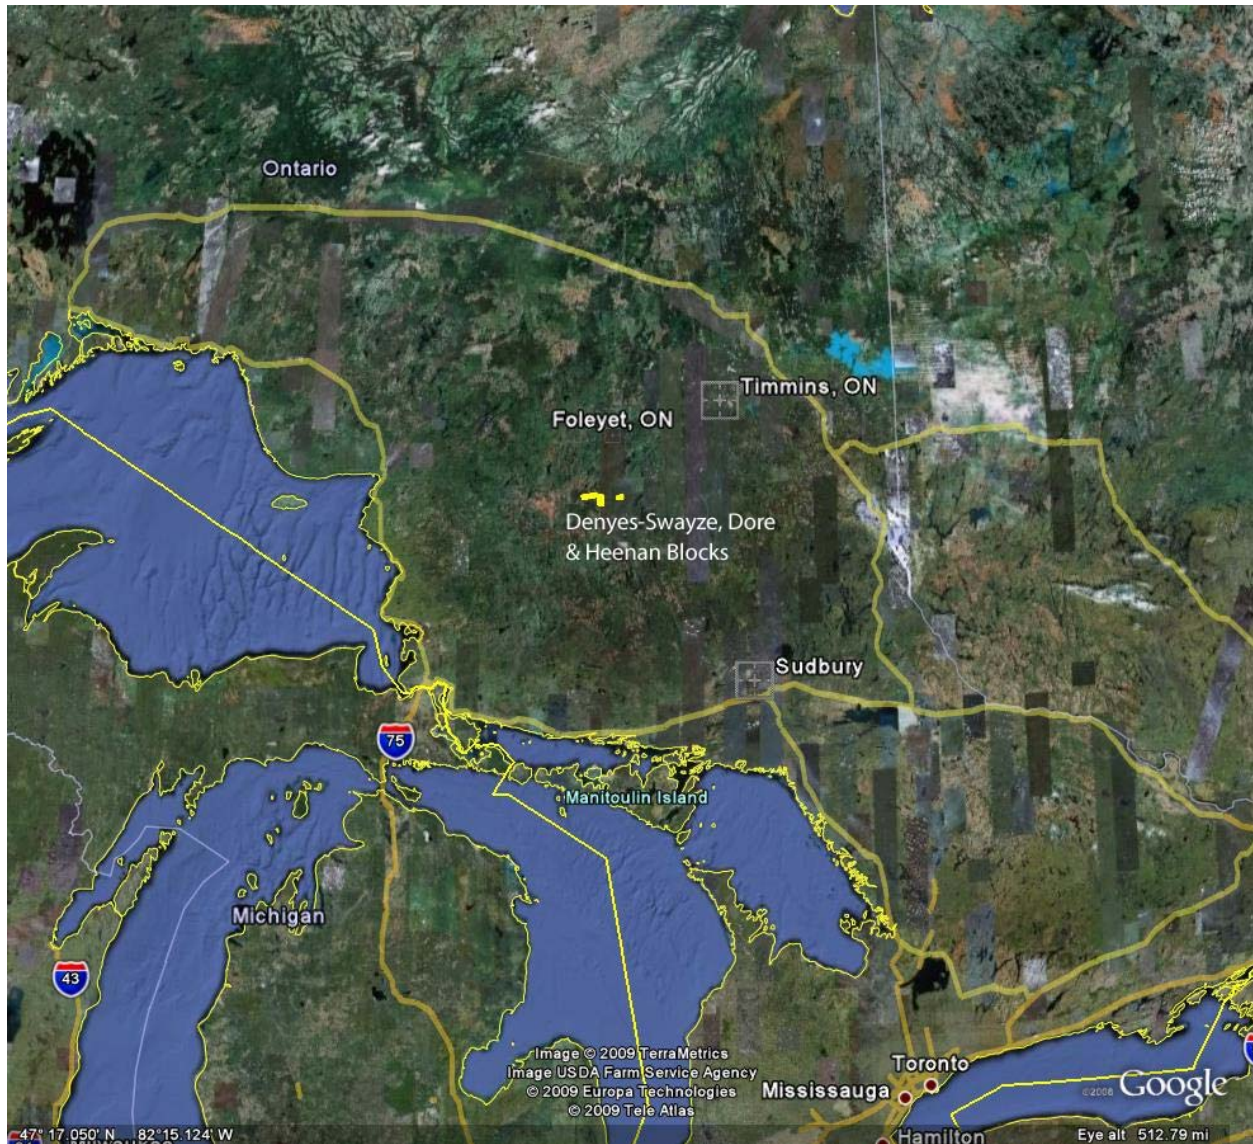 Ontario
Timmins, ON
Foleyet, ON
Denyes-Swayze, Dore
& Heenan Blocks
Sudbury
75
Manitoulin Island
Michigan
43
Image © 2009 TerraMetrics
Image USDA Farm Service Agency
© 2009 Europa Technologies
© 2009 Tele Atlas
Toronto
Mississauga
©2008 Google
Hamilton
47° 17.050' N 82°15.124' W
Eye alt 512.79 mi